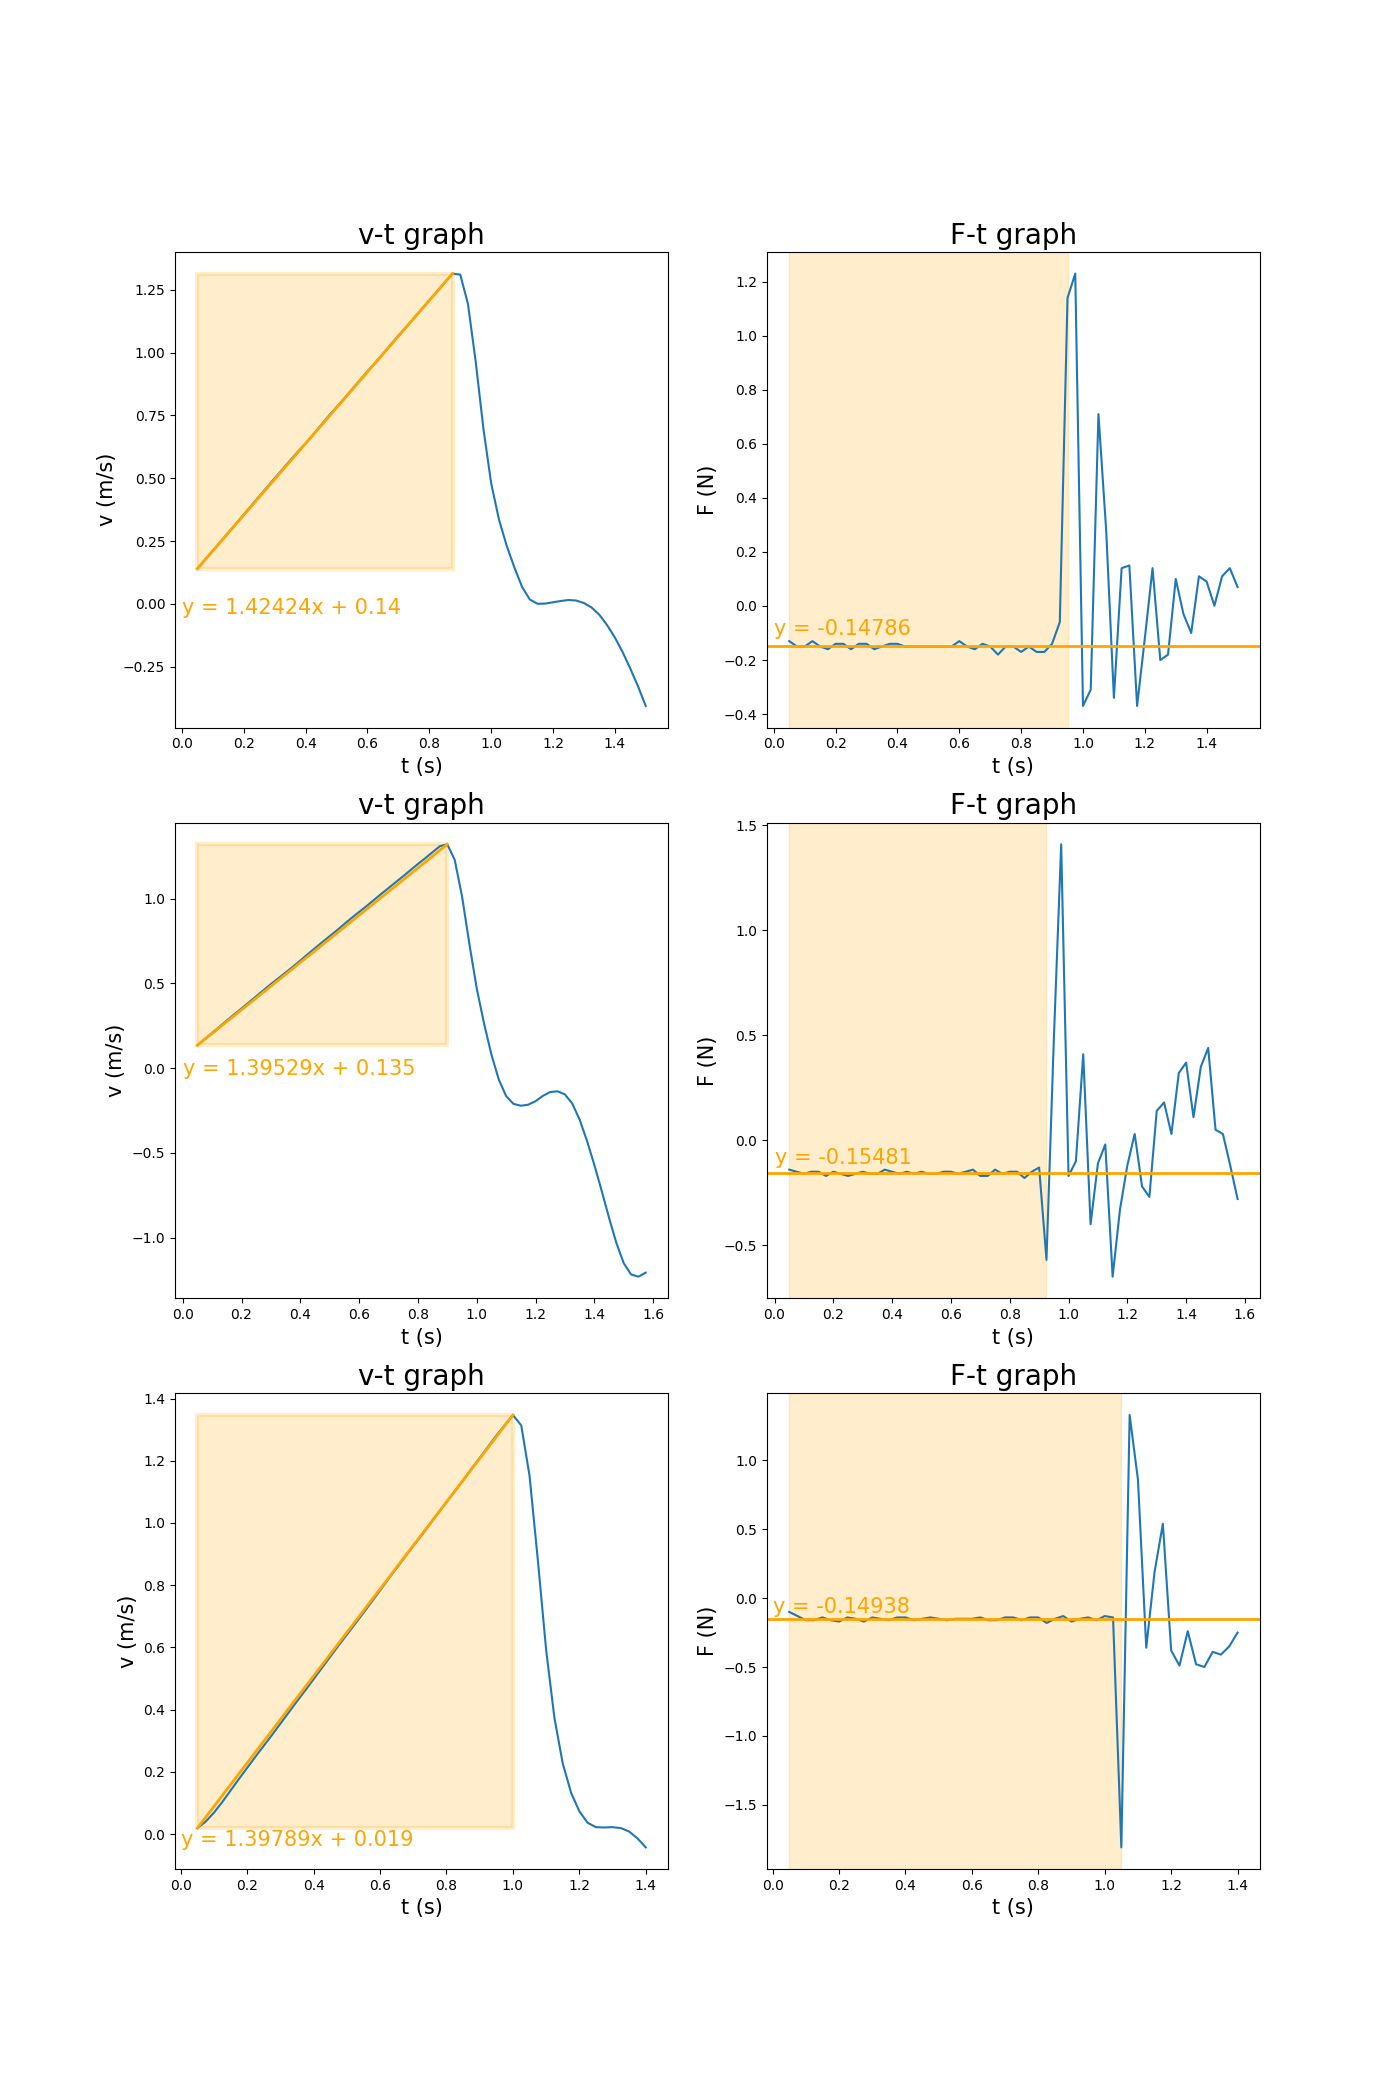 v-t graph
F-t graph
1.25
1.00
0.75
0.50
0.25
0.00
−0.25
v (m/s)
y = 1.42424x + 0.14
0.0 0.2 0.4 0.6 0.8 1.0 1.2 1.4
t (s)
1.2
1.0
0.8
0.6
0.4
0.2
0.0
−0.2
−0.4
F (N)
y = -0.14786
0.0 0.2 0.4 0.6 0.8 1.0 1.2 1.4
t (s)
v-t graph
F-t graph
1.0
0.5
0.0
−0.5
−1.0
v (m/s)
y = 1.39529x + 0.135
0.0 0.2 0.4 0.6 0.8 1.0 1.2 1.4 1.6
t (s)
1.5
1.0
0.5
0.0
−0.5
F (N)
y = -0.15481
0.0 0.2 0.4 0.6 0.8 1.0 1.2 1.4 1.6
t (s)
v-t graph
F-t graph
1.4
1.2
1.0
0.8
0.6
0.4
0.2
0.0
v (m/s)
y = 1.39789x + 0.019
0.0 0.2 0.4 0.6 0.8 1.0 1.2 1.4
t (s)
1.0
0.5
0.0
−0.5
−1.0
−1.5
F (N)
y = -0.14938
0.0 0.2 0.4 0.6 0.8 1.0 1.2 1.4
t (s)